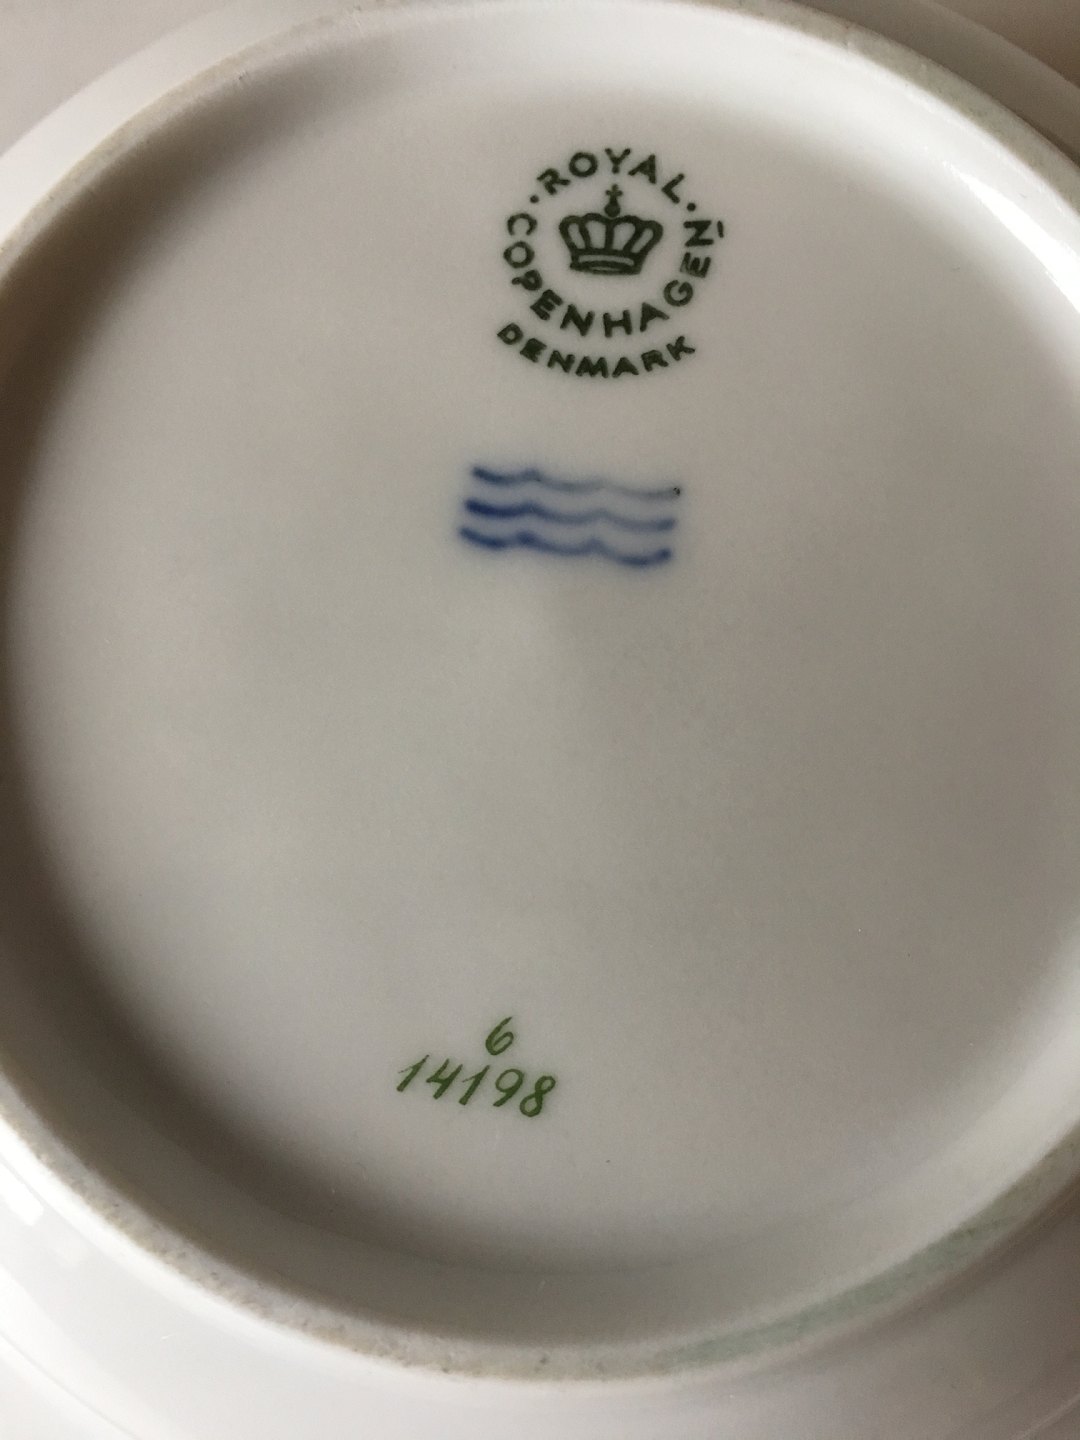 ROYAL
COPENHAGEN
DENMARK
6
14198